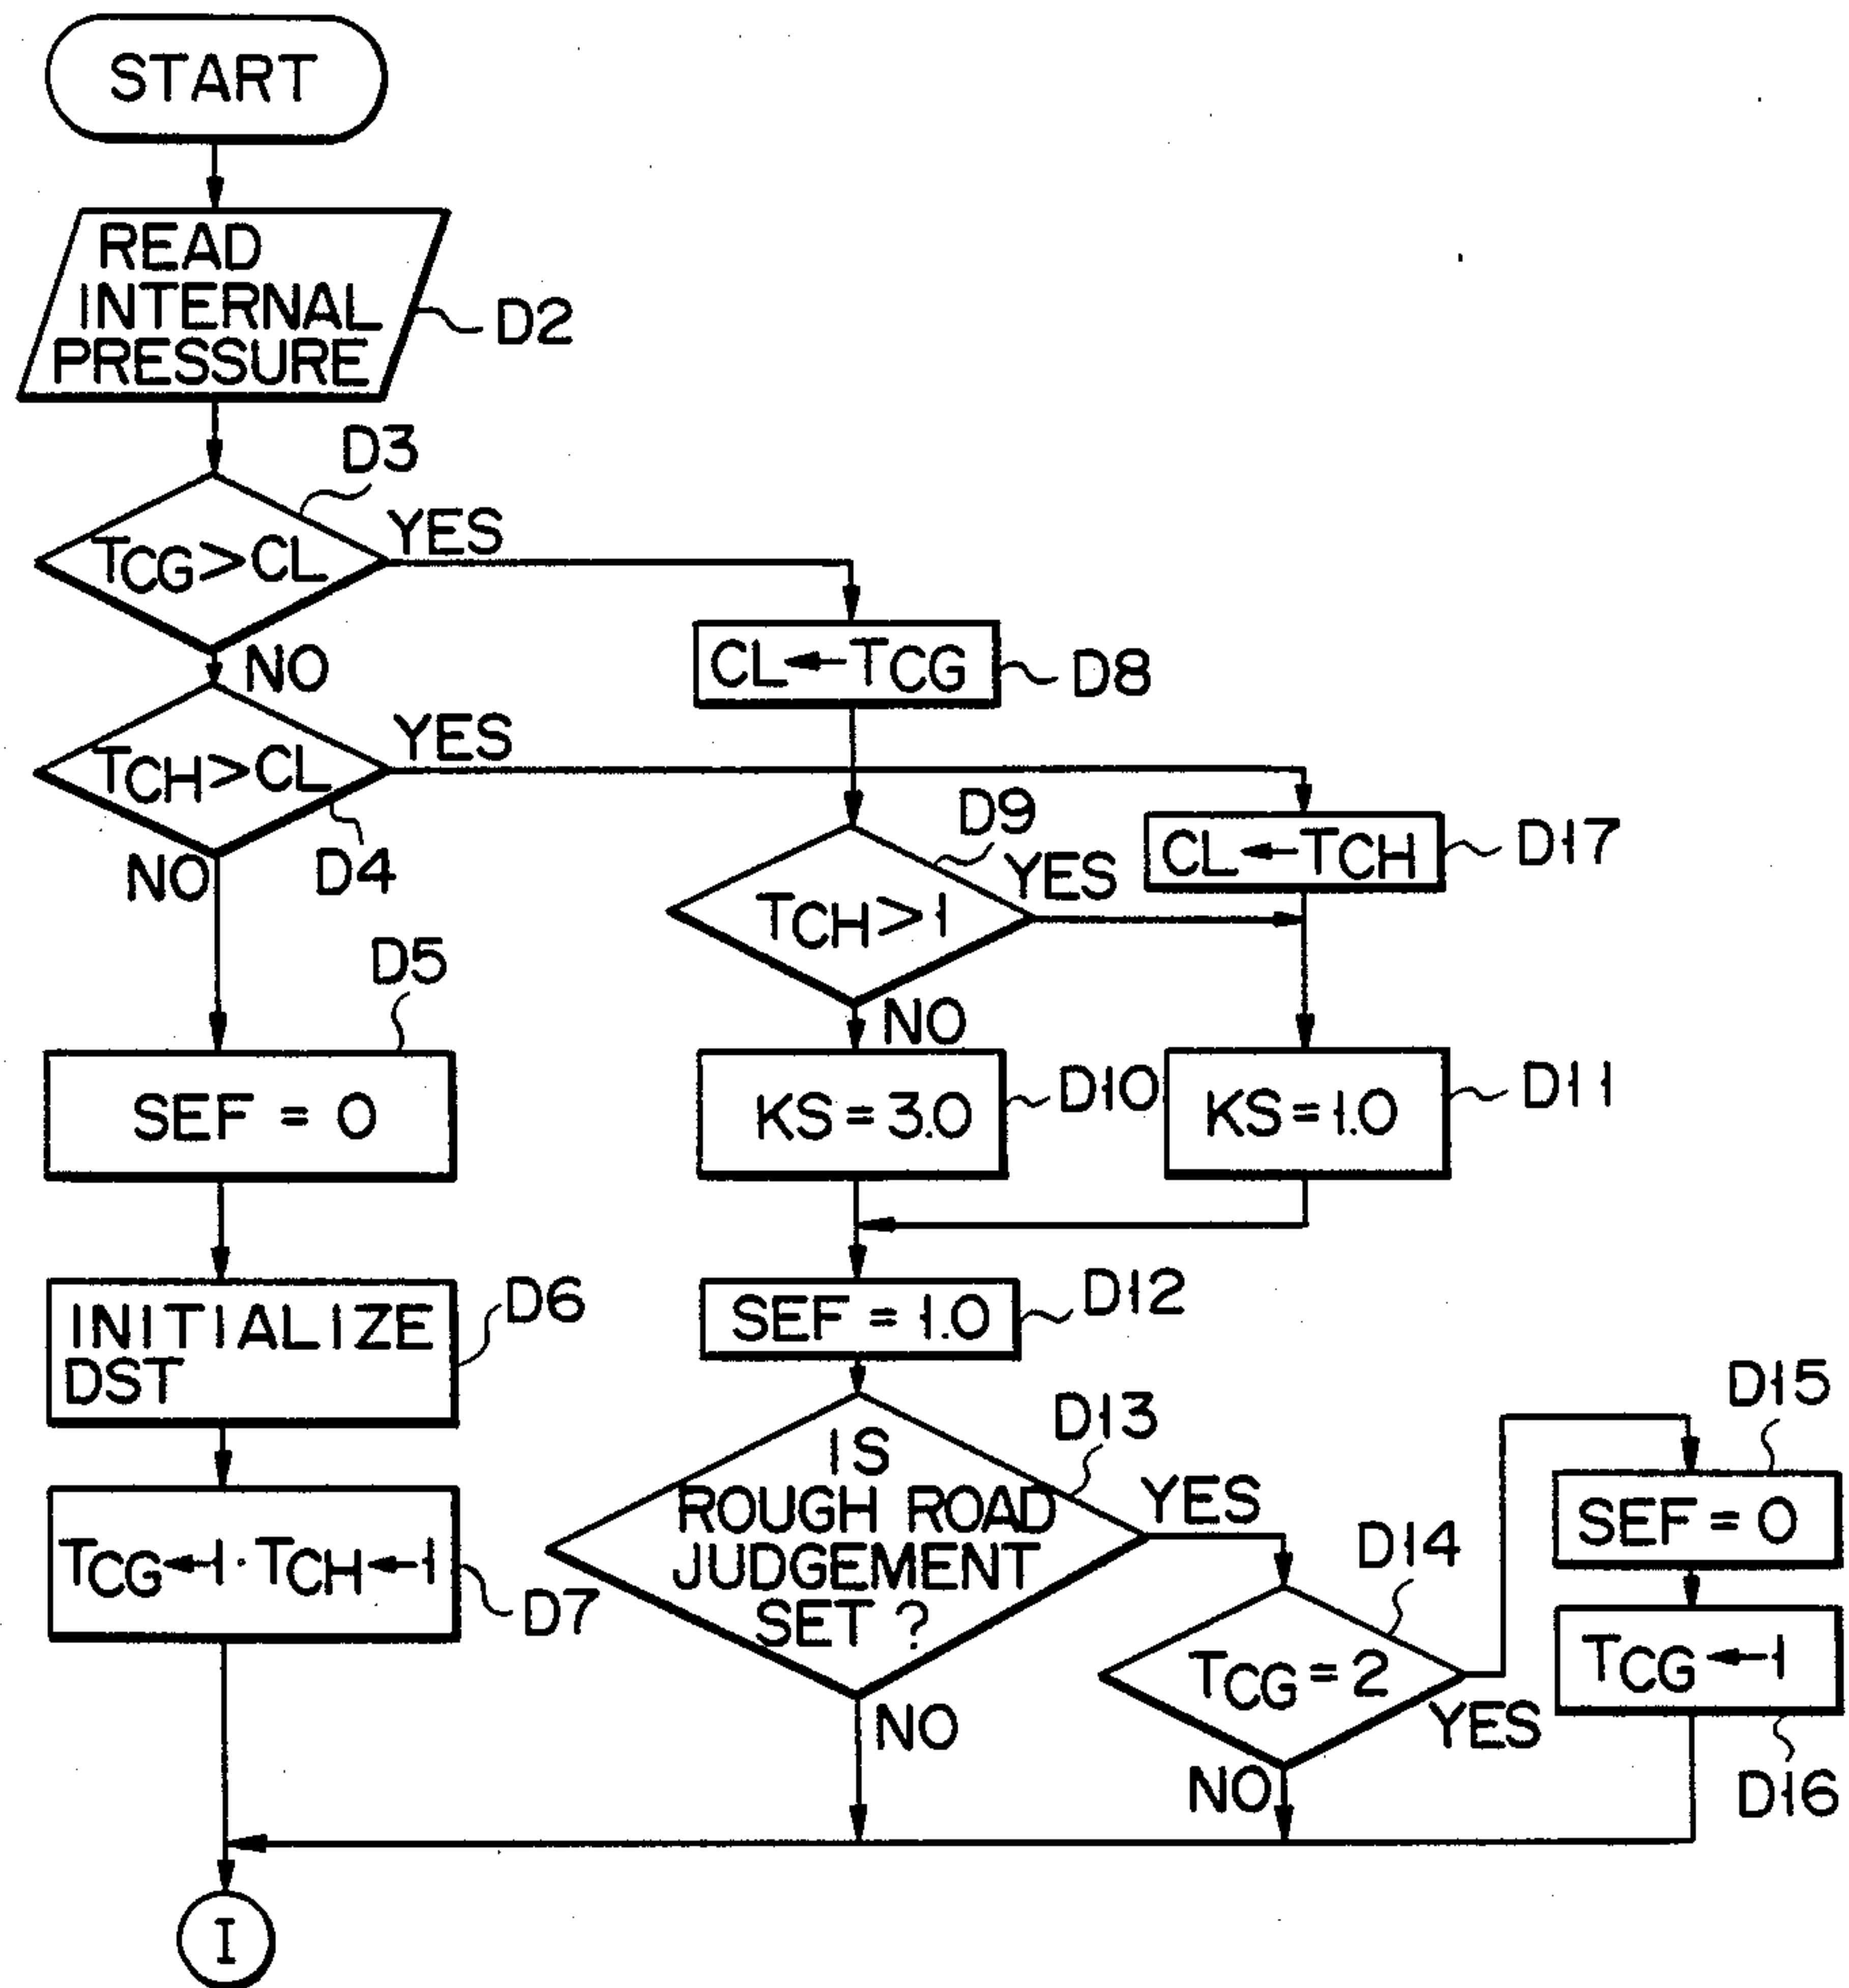 START
READ
INTERNAL
PRESSURE
D2
D3
TCG>CL
YES
NO
CL←TCG
D8
TCH>CL
YES
D4
NO
D9
TCH>1
YES
NO
CL←TCH
D17
D5
SEF = 0
KS=3.0
D10
KS=1.0
D11
INITIALIZE
DST
D6
SEF = 1.0
D12
D13
IS
ROUGH ROAD
JUDGEMENT
SET ?
YES
NO
D15
SEF = 0
D14
TCG=2
YES
NO
TCG←1·TCH←1
D7
TCG←1
D16
I